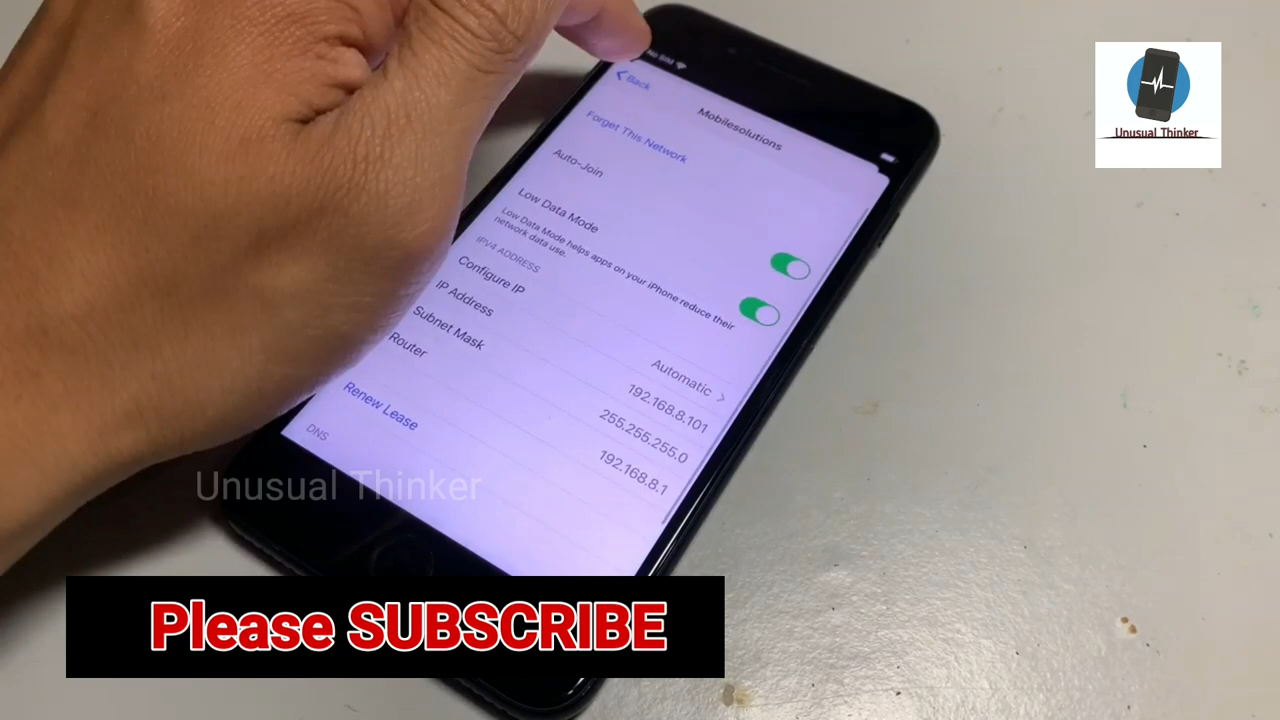 No SIM
Back
Mobilesolutions
Forget This Network
Auto-Join
Low Data Mode
Low Data Mode helps apps on your iPhone reduce their
network data use.
IPV4 ADDRESS
Configure IP
Automatic
IP Address
192.168.8.101
Subnet Mask
255.255.255.0
Router
192.168.8.1
Renew Lease
DNS
Unusual Thinker
Unusual Thinker
Please SUBSCRIBE